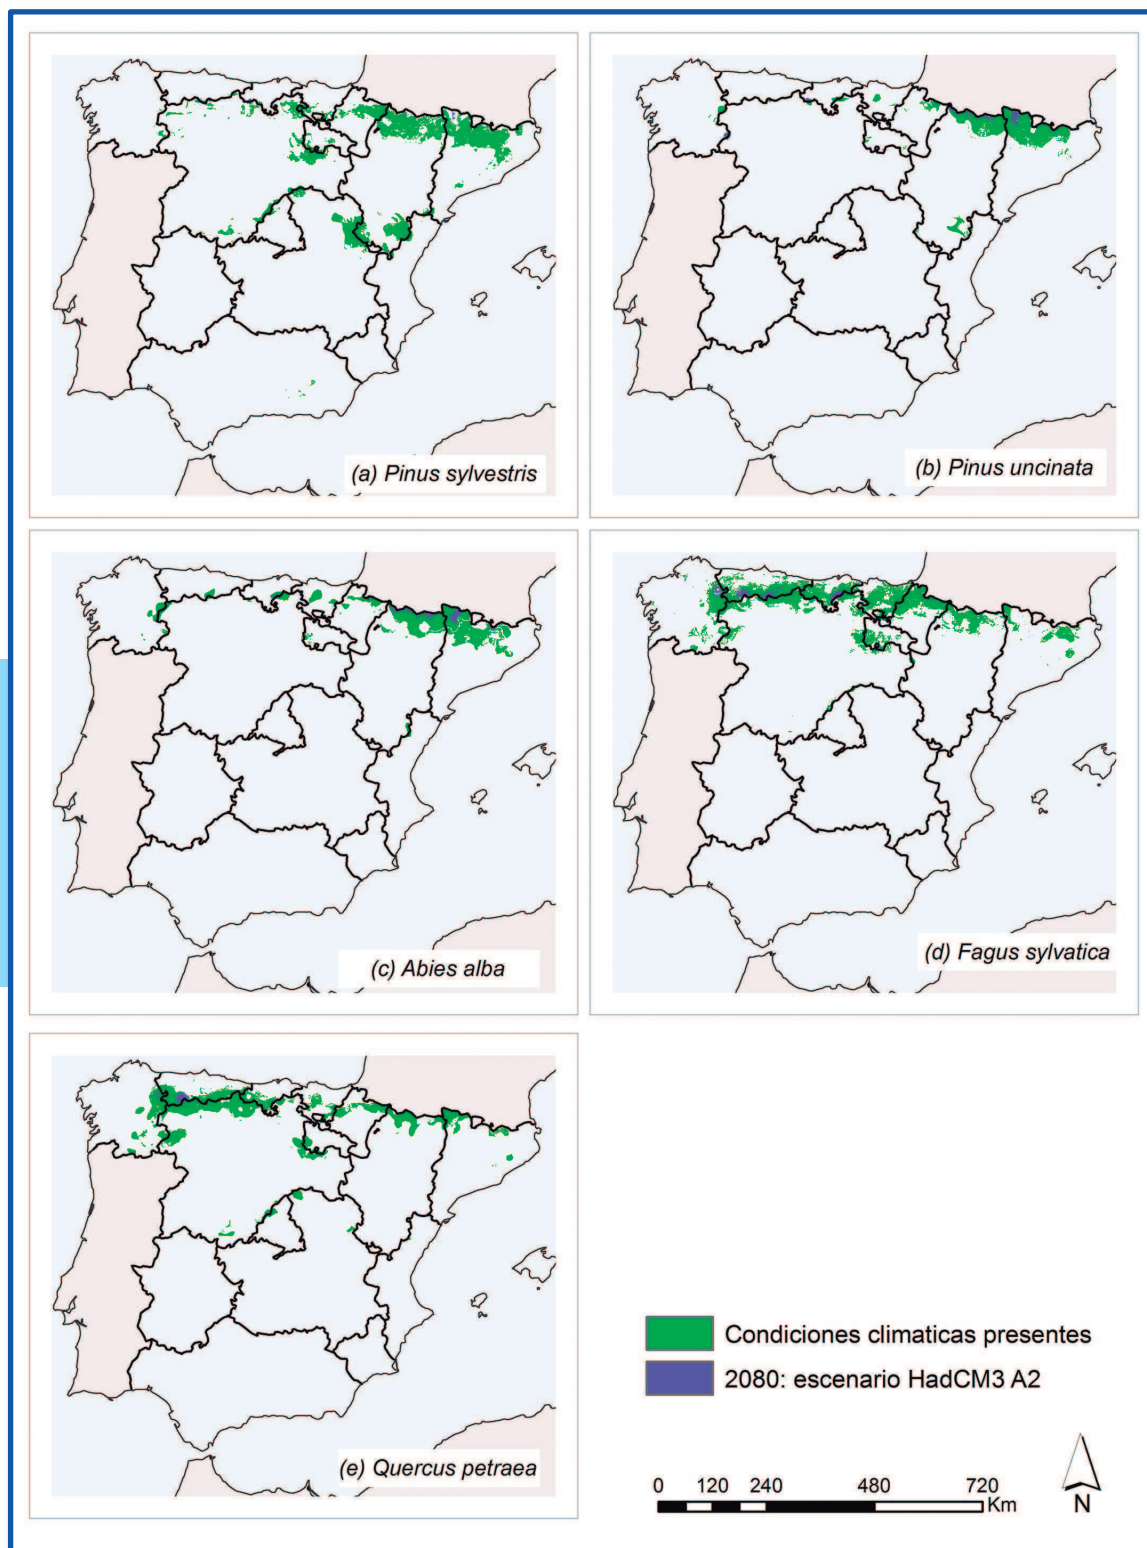 (a) Pinus sylvestris
(b) Pinus uncinata
(c) Abies alba
(d) Fagus sylvatica
(e) Quercus petraea
Condiciones climaticas presentes
2080: escenario HadCM3 A2
0 120 240 480 720
Km
N